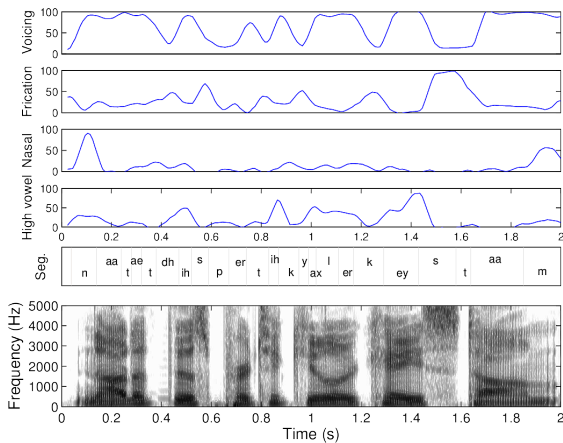 Voicing
100
50
0
Frication
100
50
0
Nasal
100
50
0
High vowel
100
50
0
0 0.2 0.4 0.6 0.8 1 1.2 1.4 1.6 1.8 2
Seg.
aa ae dh s er ih y l k s aa
n t t ih p t k ax er ey t m
Frequency (Hz)
5000
4000
3000
2000
1000
0
0 0.2 0.4 0.6 0.8 1 1.2 1.4 1.6 1.8 2
Time (s)